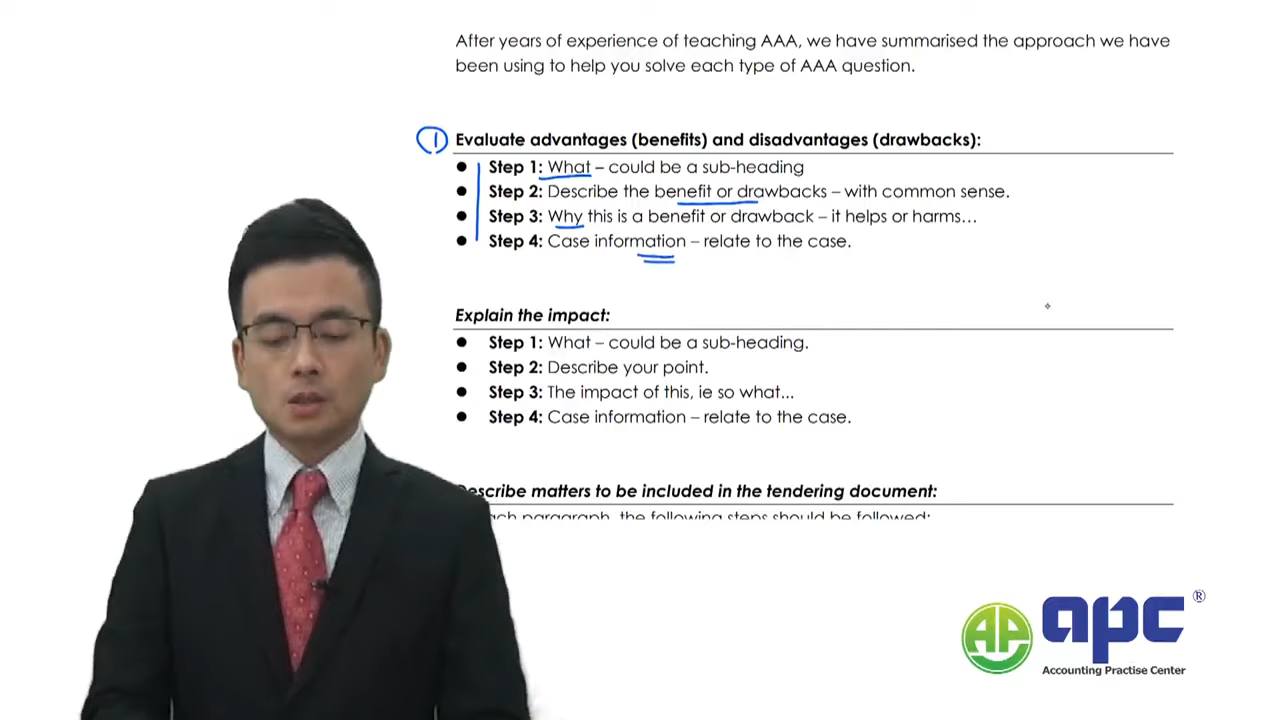 After years of experience of teaching AAA, we have summarised the approach we have
been using to help you solve each type of AAA question.
1 Evaluate advantages (benefits) and disadvantages (drawbacks):
● Step 1: What – could be a sub-heading
● Step 2: Describe the benefit or drawbacks – with common sense.
● Step 3: Why this is a benefit or drawback – it helps or harms...
● Step 4: Case information – relate to the case.
Explain the impact:
● Step 1: What – could be a sub-heading.
● Step 2: Describe your point.
● Step 3: The impact of this, ie so what...
● Step 4: Case information – relate to the case.
escribe matters to be included in the tendering document:
ch paragraph, the following steps should be followed:
AP
apc®
Accounting Practise Center